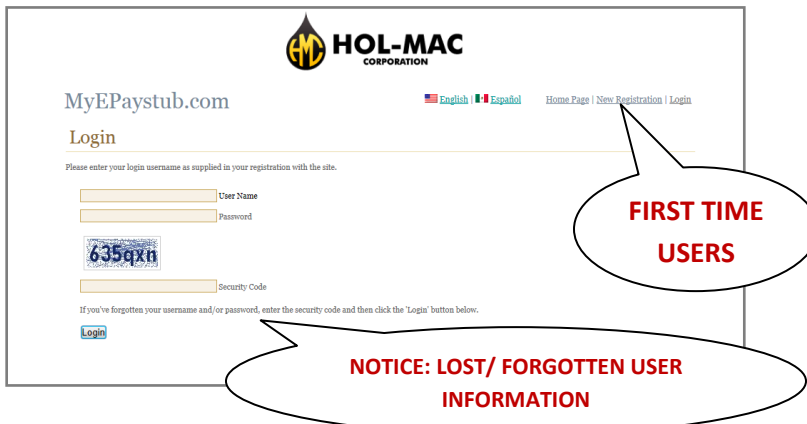 HMC HOL-MAC
CORPORATION
MyEPaystub.com
English | Español Home Page | New Registration | Login
Login
Please enter your login username as supplied in your registration with the site.
User Name
Password
635qxn
Security Code
If you've forgotten your username and/or password, enter the security code and then click the 'Login' button below.
Login
FIRST TIME
USERS
NOTICE: LOST/ FORGOTTEN USER
INFORMATION